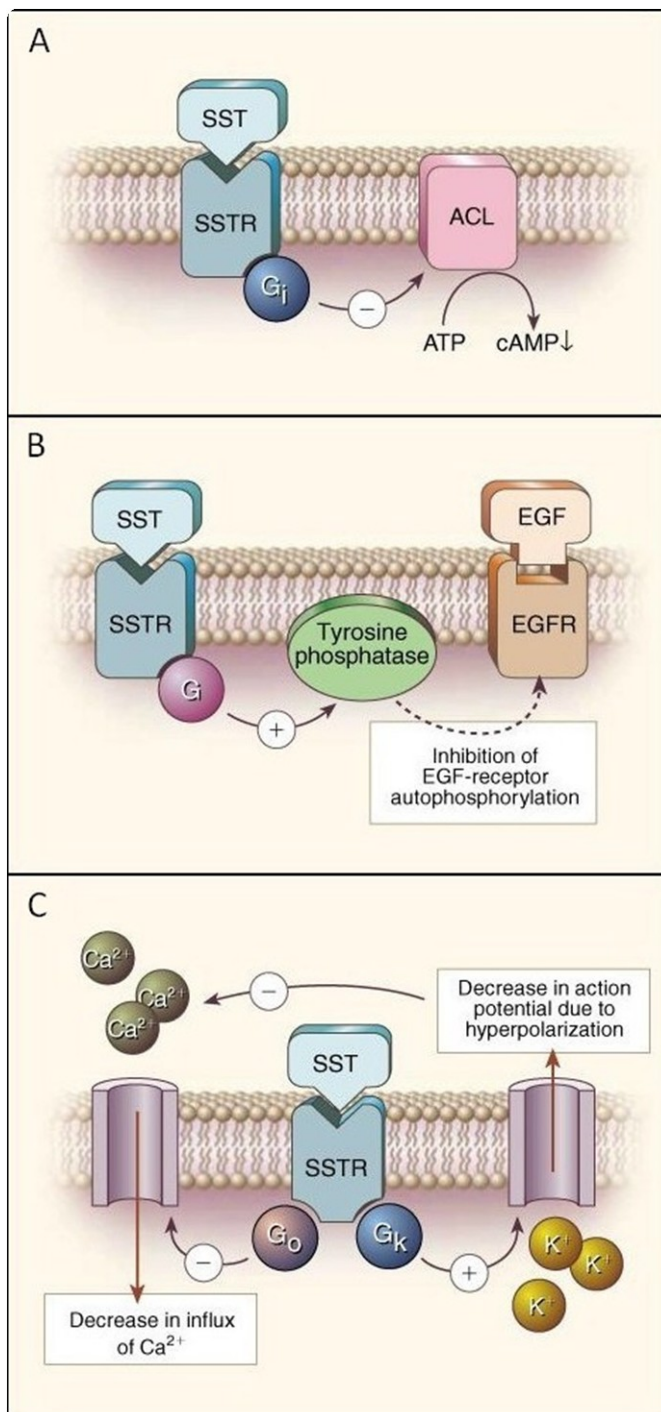 A
SST
SSTR
Gi
−
ACL
ATP
cAMP↓
B
SST
SSTR
G
+
Tyrosine
phosphatase
EGF
EGFR
Inhibition of
EGF-receptor
autophosphorylation
C
Ca²⁺
Ca²⁺
Ca²⁺
−
Decrease in action
potential due to
hyperpolarization
SST
SSTR
Go
Gk
−
+
K⁺
K⁺
K⁺
Decrease in influx
of Ca²⁺